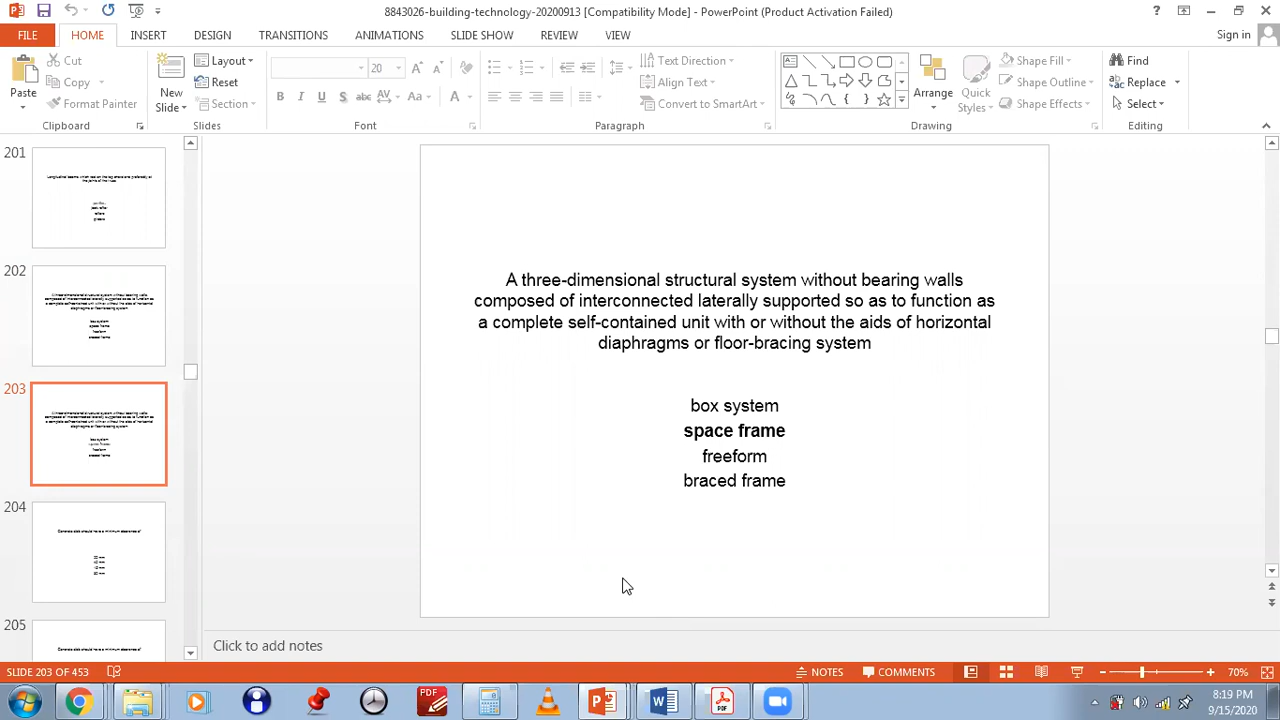 8843026-building-technology-20200913 [Compatibility Mode] - PowerPoint (Product Activation Failed)
FILE
HOME
INSERT
DESIGN
TRANSITIONS
ANIMATIONS
SLIDE SHOW
REVIEW
VIEW
Sign in
Paste
Cut
Copy
Format Painter
Clipboard
New
Slide
Layout
Reset
Section
Slides
20
Font
Text Direction
Align Text
Convert to SmartArt
Paragraph
Arrange
Quick
Styles
Shape Fill
Shape Outline
Shape Effects
Drawing
Find
Replace
Select
Editing
201
202
203
204
205
A three-dimensional structural system without bearing walls
composed of interconnected laterally supported so as to function as
a complete self-contained unit with or without the aids of horizontal
diaphragms or floor-bracing system
box system
space frame
freeform
braced frame
Click to add notes
SLIDE 203 OF 453
NOTES
COMMENTS
70%
8:19 PM
9/15/2020